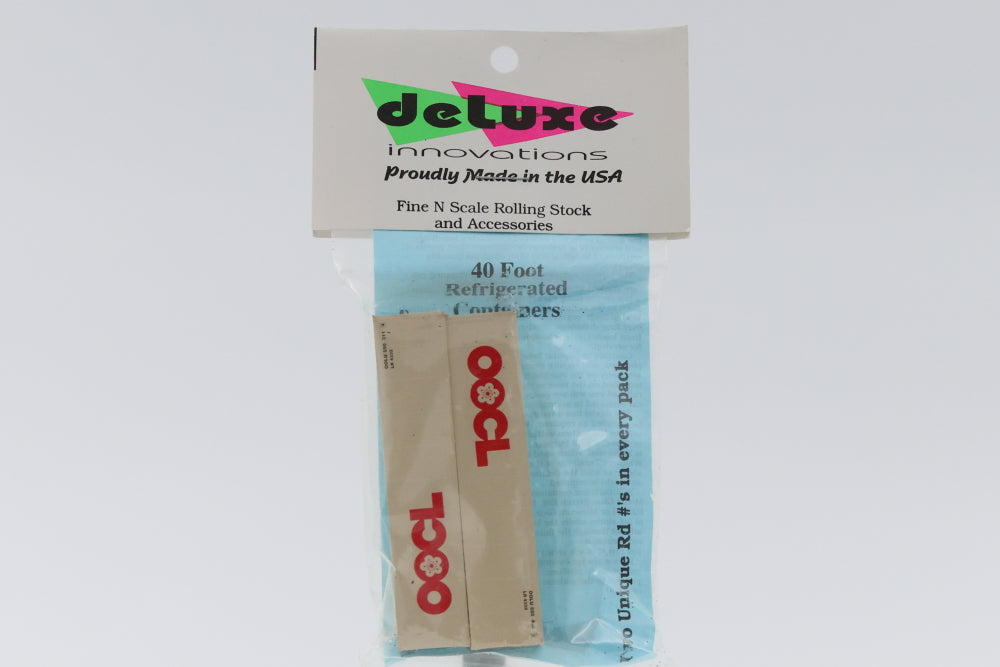 deLuxe
innovations
Proudly Made in the USA
Fine N Scale Rolling Stock
and Accessories
40 Foot
Refrigerated
Containers
OOCL
OOCL
Unique Rd #'s in every pack